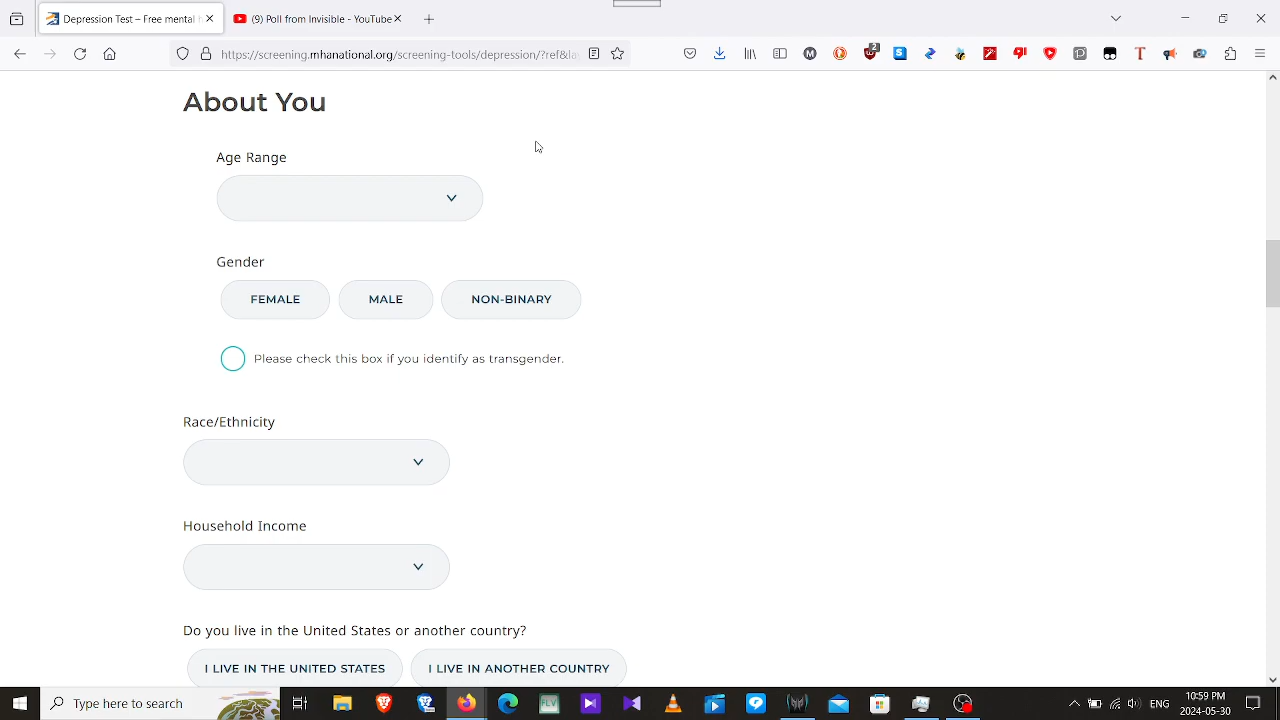 Depression Test – Free mental h
(9) Poll from Invisible - YouTube
https://screening.mhanational.org/screening-tools/depression/?ref&la
2
About You
Age Range
Gender
FEMALE
MALE
NON-BINARY
Please check this box if you identify as transgender.
Race/Ethnicity
Household Income
Do you live in the United States or another country?
I LIVE IN THE UNITED STATES
I LIVE IN ANOTHER COUNTRY
Type here to search
FLV
ENG
10:59 PM
2024-05-30